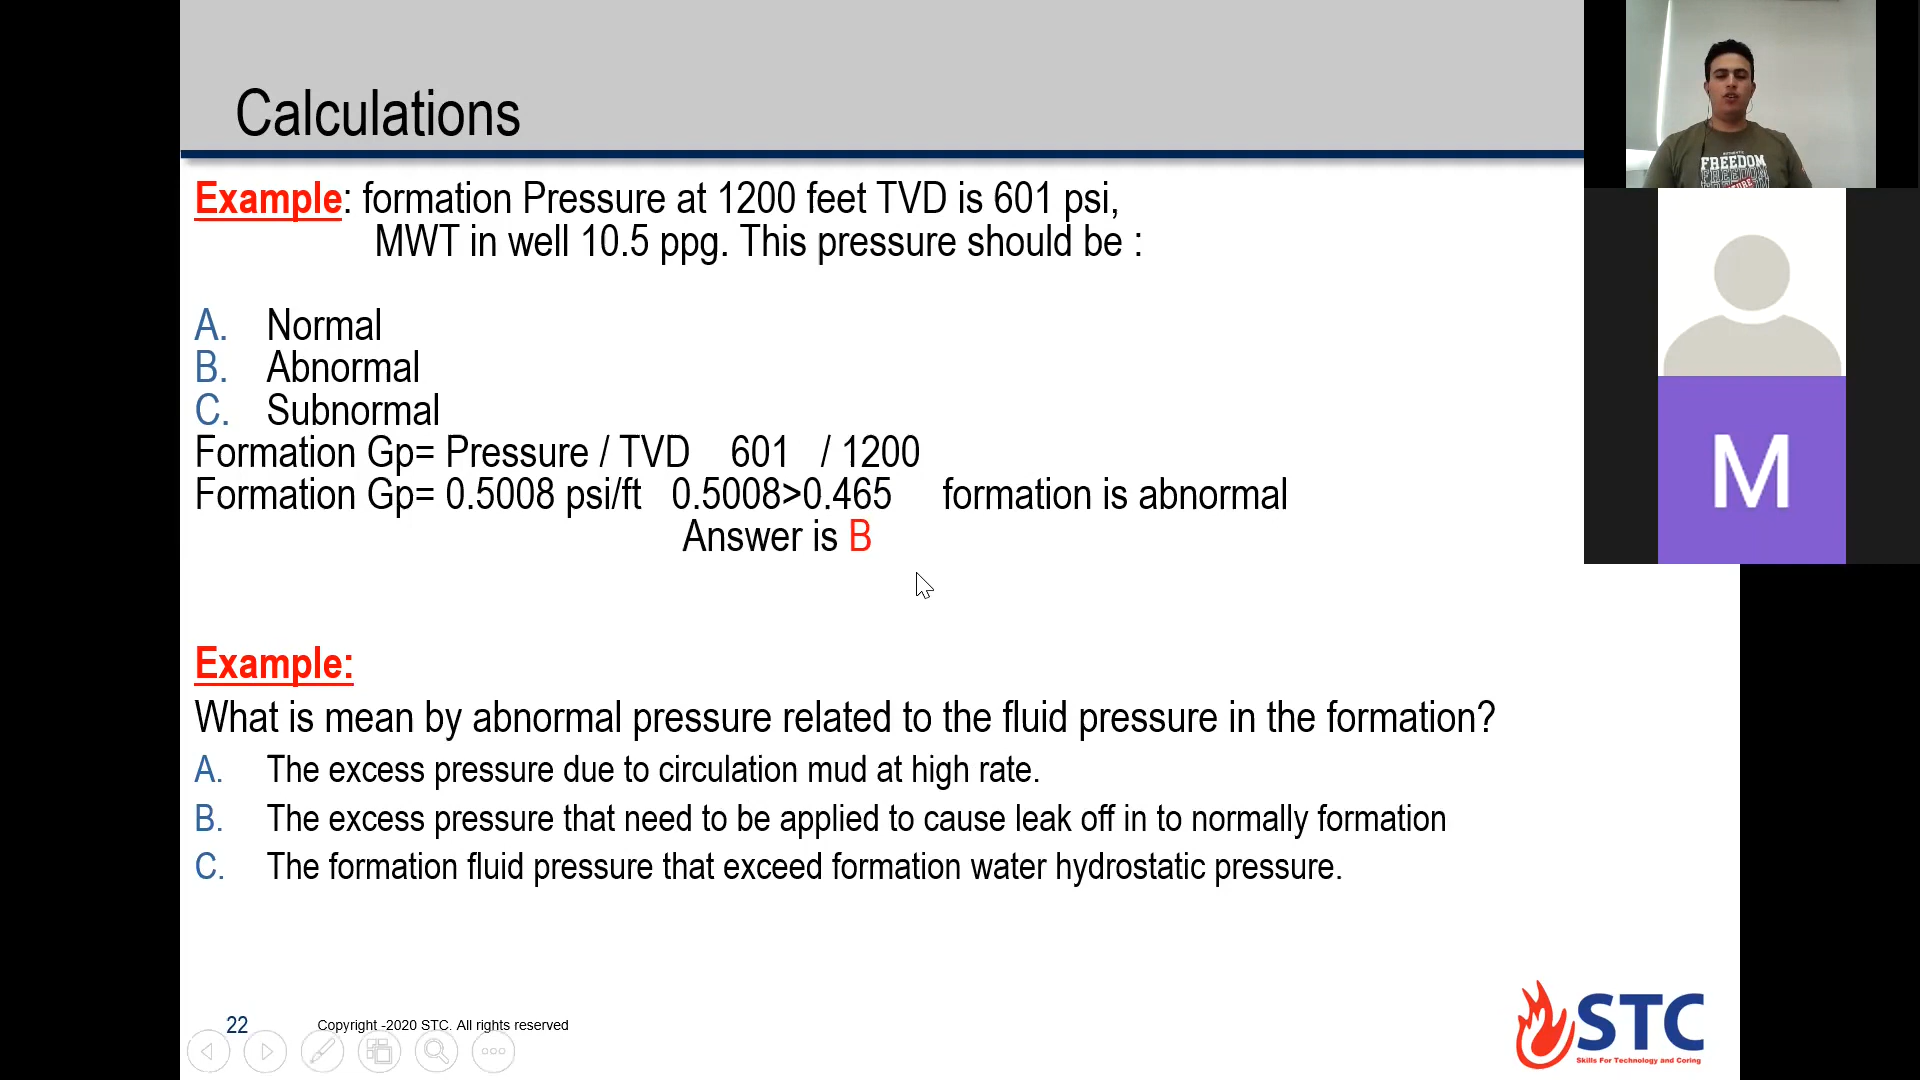 Calculations
Example: formation Pressure at 1200 feet TVD is 601 psi,
MWT in well 10.5 ppg. This pressure should be :
A. Normal
B. Abnormal
C. Subnormal
Formation Gp= Pressure / TVD 601 / 1200
Formation Gp= 0.5008 psi/ft 0.5008>0.465 formation is abnormal
Answer is B
Example:
What is mean by abnormal pressure related to the fluid pressure in the formation?
A. The excess pressure due to circulation mud at high rate.
B. The excess pressure that need to be applied to cause leak off in to normally formation
C. The formation fluid pressure that exceed formation water hydrostatic pressure.
22
Copyright -2020 STC. All rights reserved
STC
Skills For Technology and Coring
FREEDOM
FREEDOM
M